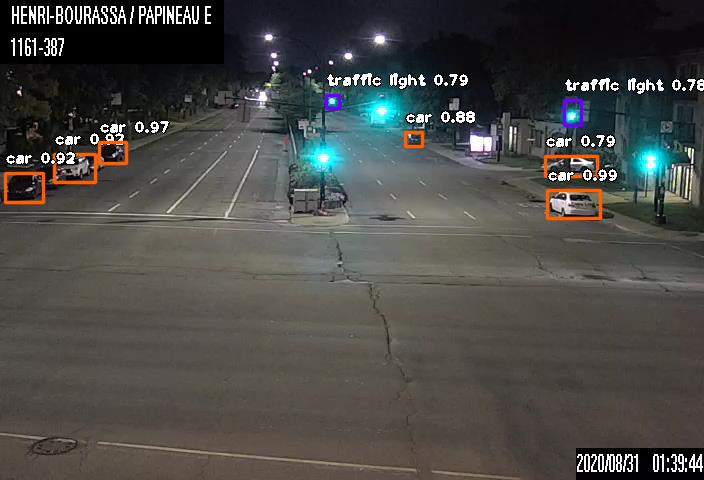 HENRI-BOURASSA / PAPINEAU E
1161-387
traffic light 0.79
traffic light 0.78
car 0.88
car 0.97
car 0.92
car 0.92
car 0.79
car 0.99
2020/08/31 01:39:44